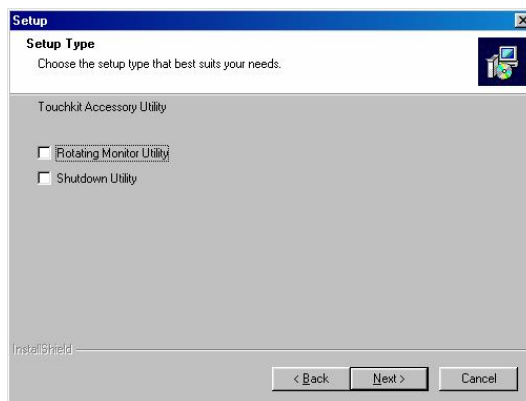 Setup
Setup Type
Choose the setup type that best suits your needs.
Touchkit Accessory Utility
Rotating Monitor Utility
Shutdown Utility
InstallShield
< Back
Next >
Cancel